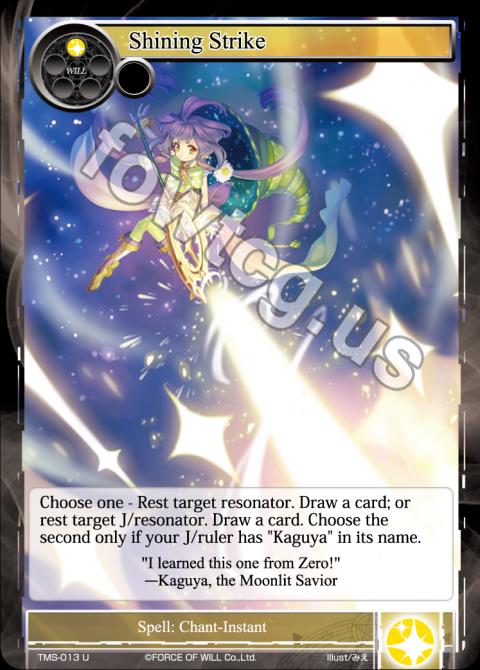 Shining Strike
WILL
fowtcg.us
Choose one - Rest target resonator. Draw a card; or
rest target J/resonator. Draw a card. Choose the
second only if your J/ruler has "Kaguya" in its name.
"I learned this one from Zero!"
—Kaguya, the Moonlit Savior
Spell: Chant-Instant
TMS-013 U ©FORCE OF WILL Co.,Ltd. Illust/みえ